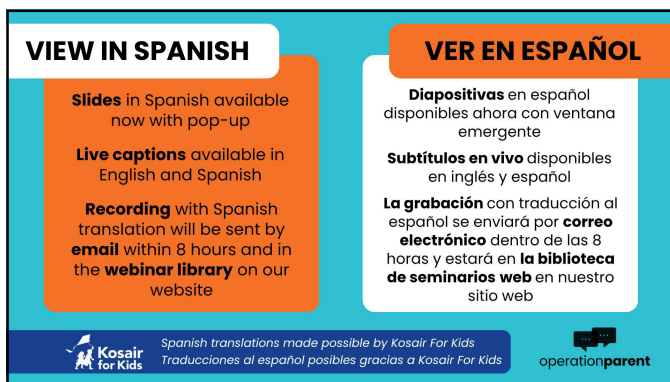 VIEW IN SPANISH
Slides in Spanish available
now with pop-up
Live captions available in
English and Spanish
Recording with Spanish
translation will be sent by
email within 8 hours and in
the webinar library on our
website
VER EN ESPAÑOL
Diapositivas en español
disponibles ahora con ventana
emergente
Subtítulos en vivo disponibles
en inglés y español
La grabación con traducción al
español se enviará por correo
electrónico dentro de las 8
horas y estará en la biblioteca
de seminarios web en nuestro
sitio web
Kosair
for Kids
Spanish translations made possible by Kosair For Kids
Traducciones al español posibles gracias a Kosair For Kids
operationparent